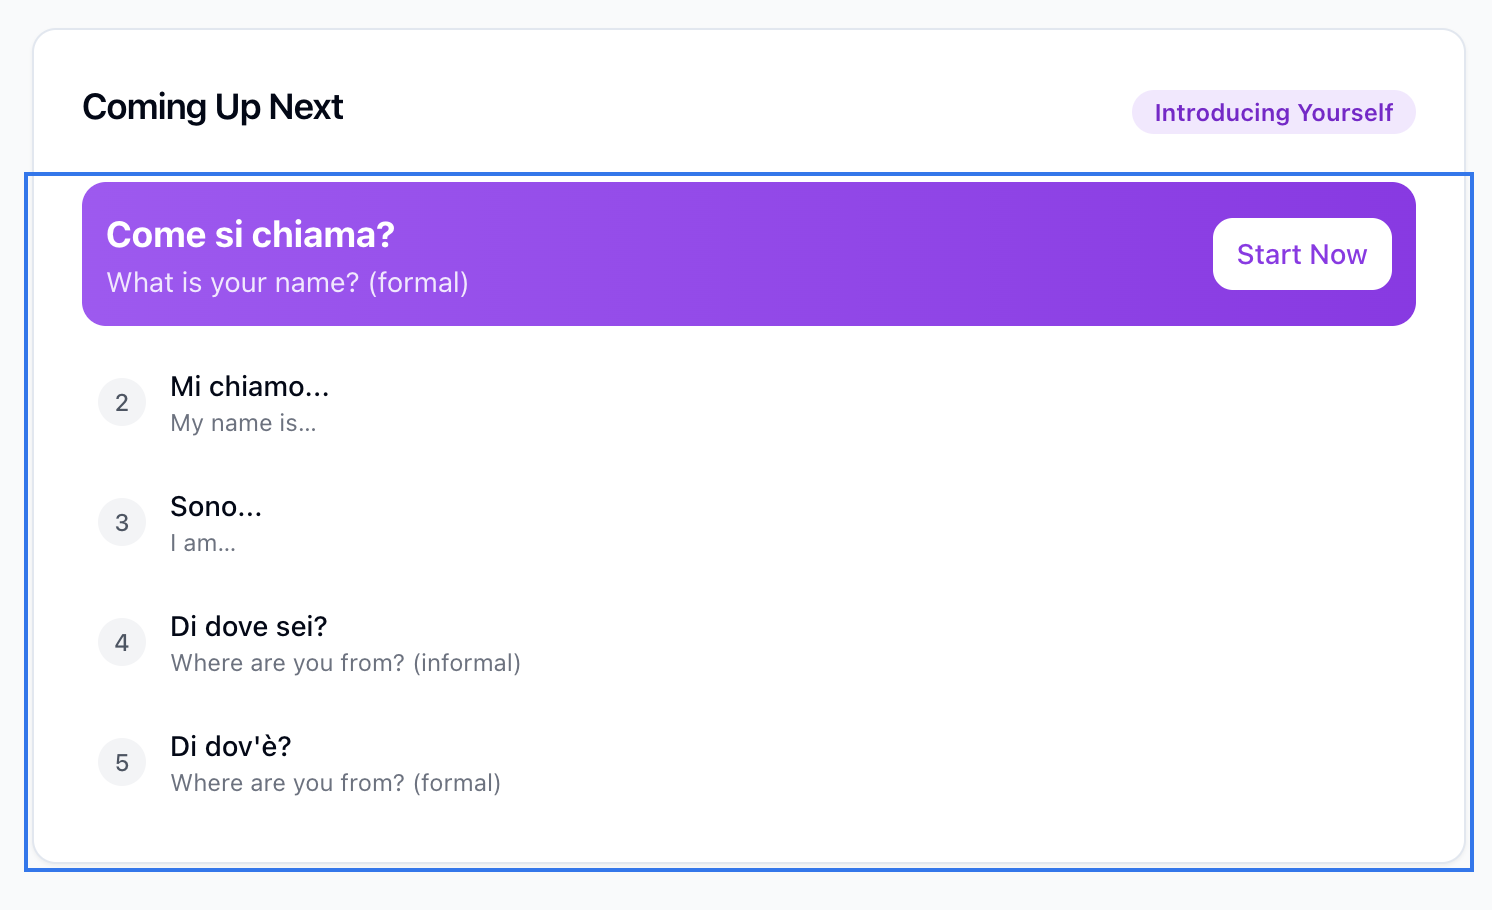 Coming Up Next
Introducing Yourself
Come si chiama?
What is your name? (formal)
Start Now
2
Mi chiamo...
My name is...
3
Sono...
I am...
4
Di dove sei?
Where are you from? (informal)
5
Di dov'è?
Where are you from? (formal)